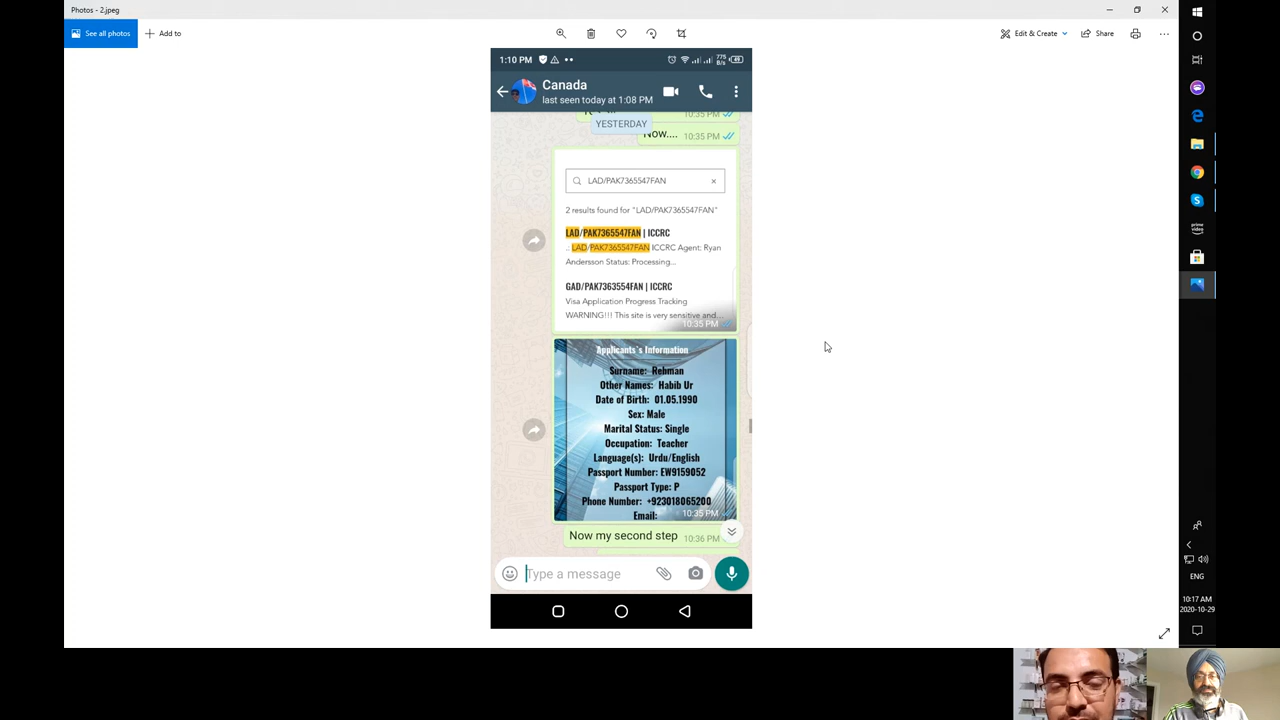 Photos - 2.jpeg
See all photos
Add to
Edit & Create
Share
1:10 PM
775 B/s
49
Canada
last seen today at 1:08 PM
10:35 PM
YESTERDAY
Now....
10:35 PM
LAD/PAK7365547FAN
×
2 results found for "LAD/PAK7365547FAN"
LAD/PAK7365547FAN | ICCRC
.: LAD/PAK7365547FAN ICCRC Agent: Ryan
Andersson Status: Processing...
GAD/PAK7363554FAN | ICCRC
Visa Application Progress Tracking
WARNING!!! This site is very sensitive and...
10:35 PM
Applicants`s Information
Surname: Rehman
Other Names: Habib Ur
Date of Birth: 01.05.1990
Sex: Male
Marital Status: Single
Occupation: Teacher
Language(s): Urdu/English
Passport Number: EW9159052
Passport Type: P
Phone Number: +923018065200
Email:
10:35 PM
Now my second step
10:36 PM
Type a message
prime video
ENG
10:17 AM
2020-10-29